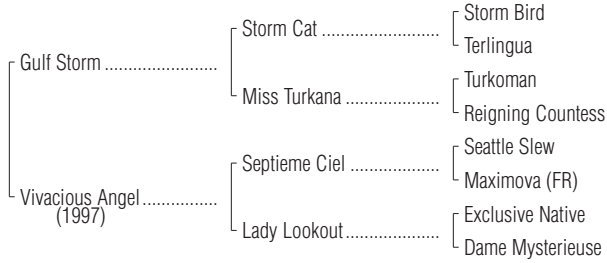 Storm Bird
Storm Cat ......................
Terlingua
Gulf Storm .....................
Turkoman
Miss Turkana .................
Reigning Countess
Seattle Slew
Septieme Ciel ................
Maximova (FR)
Vivacious Angel..............
(1997)
Exclusive Native
Lady Lookout.................
Dame Mysterieuse